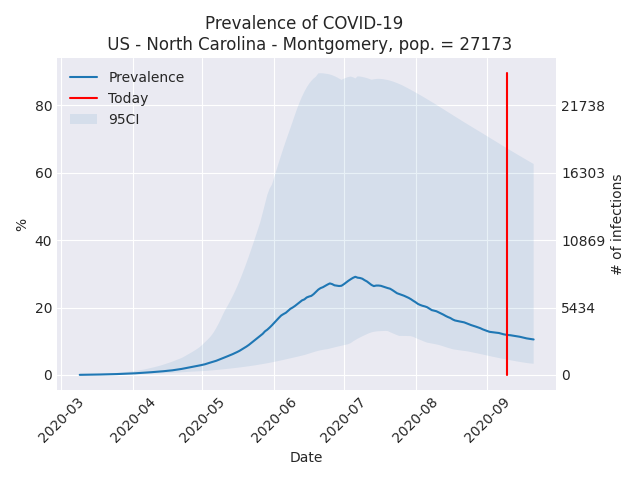 Prevalence of COVID-19
US - North Carolina - Montgomery, pop. = 27173
Prevalence
Today
95CI
80
60
40
20
0
%
21738
16303
10869
5434
0
# of infections
2020-03
2020-04
2020-05
2020-06
2020-07
2020-08
2020-09
Date